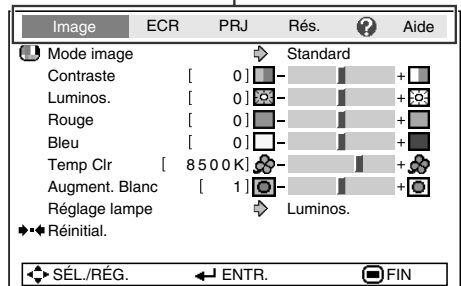 Image ECR PRJ Rés. ? Aide
Mode image Standard
Contraste [ 0] - +
Luminos. [ 0] - +
Rouge [ 0] - +
Bleu [ 0] - +
Temp Clr [ 8500K] - +
Augment. Blanc [ 1] - +
Réglage lampe Luminos.
Réinitial.
SÉL./RÉG. ENTR. FIN